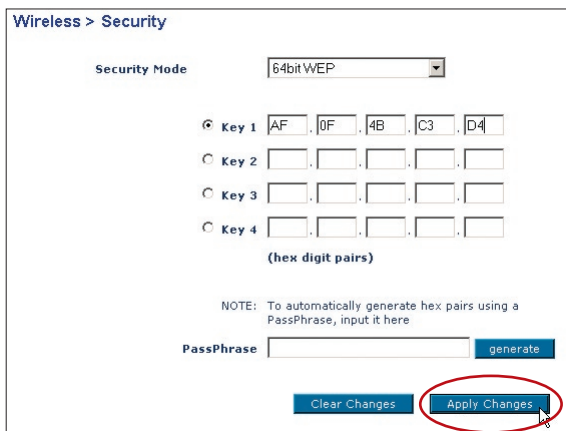 Wireless > Security
Security Mode 64bit WEP
Key 1 AF . 0F . 4B . C3 . D4
Key 2 . . . .
Key 3 . . . .
Key 4 . . . .
(hex digit pairs)
NOTE: To automatically generate hex pairs using a
PassPhrase, input it here
PassPhrase generate
Clear Changes Apply Changes